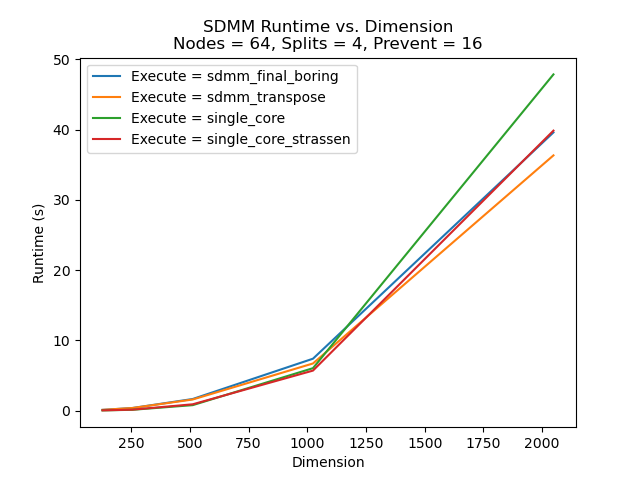 SDMM Runtime vs. Dimension
Nodes = 64, Splits = 4, Prevent = 16
Execute = sdmm_final_boring
Execute = sdmm_transpose
Execute = single_core
Execute = single_core_strassen
Runtime (s)
50
40
30
20
10
0
250 500 750 1000 1250 1500 1750 2000
Dimension